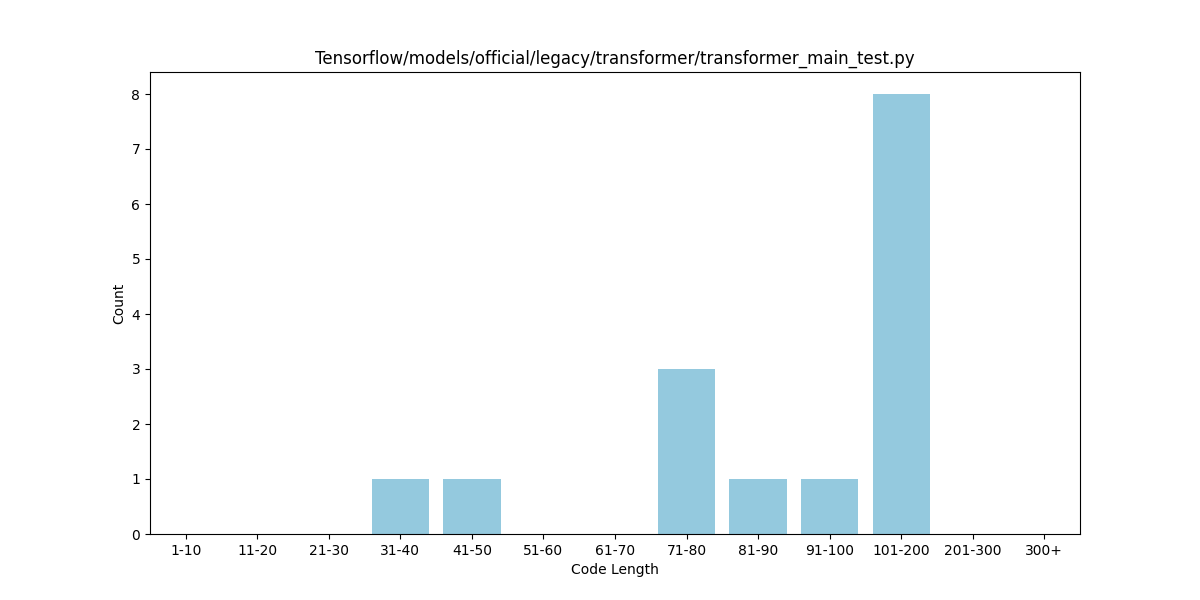 Tensorflow/models/official/legacy/transformer/transformer_main_test.py
8
7
6
5
4
3
2
1
0
Count
1-10 11-20 21-30 31-40 41-50 51-60 61-70 71-80 81-90 91-100 101-200 201-300 300+
Code Length